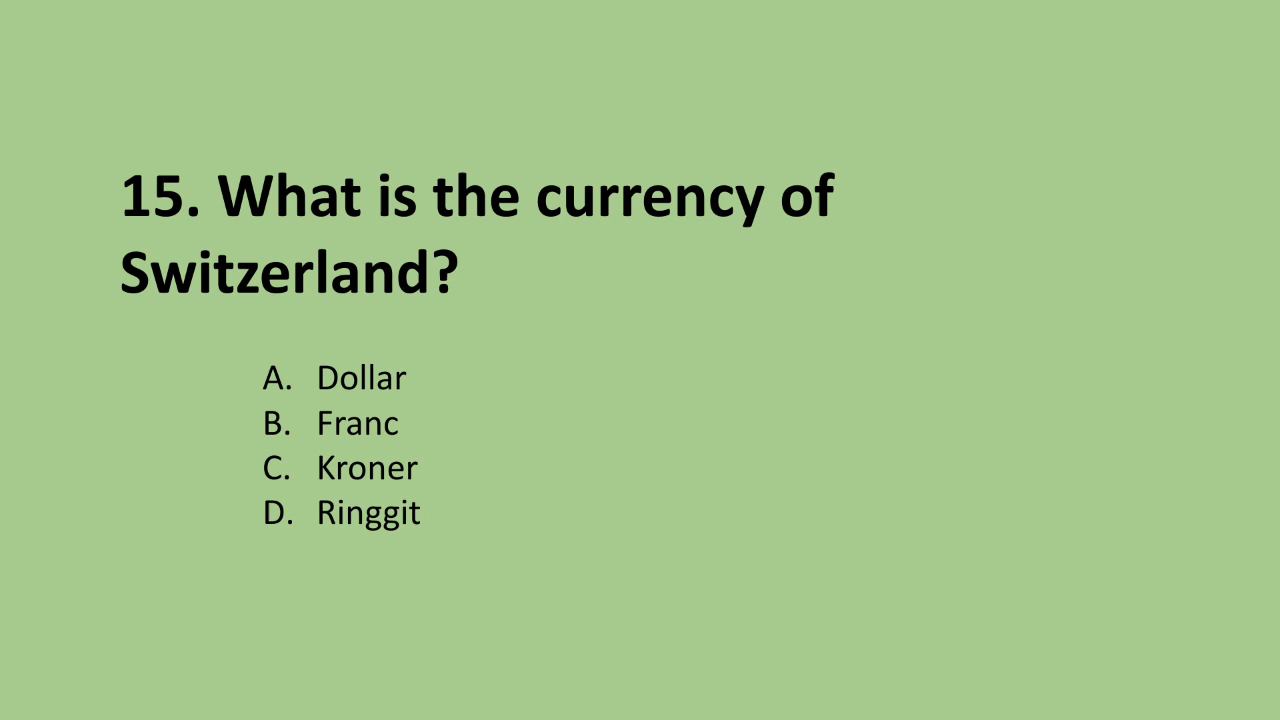 15. What is the currency of
Switzerland?
A. Dollar
B. Franc
C. Kroner
D. Ringgit